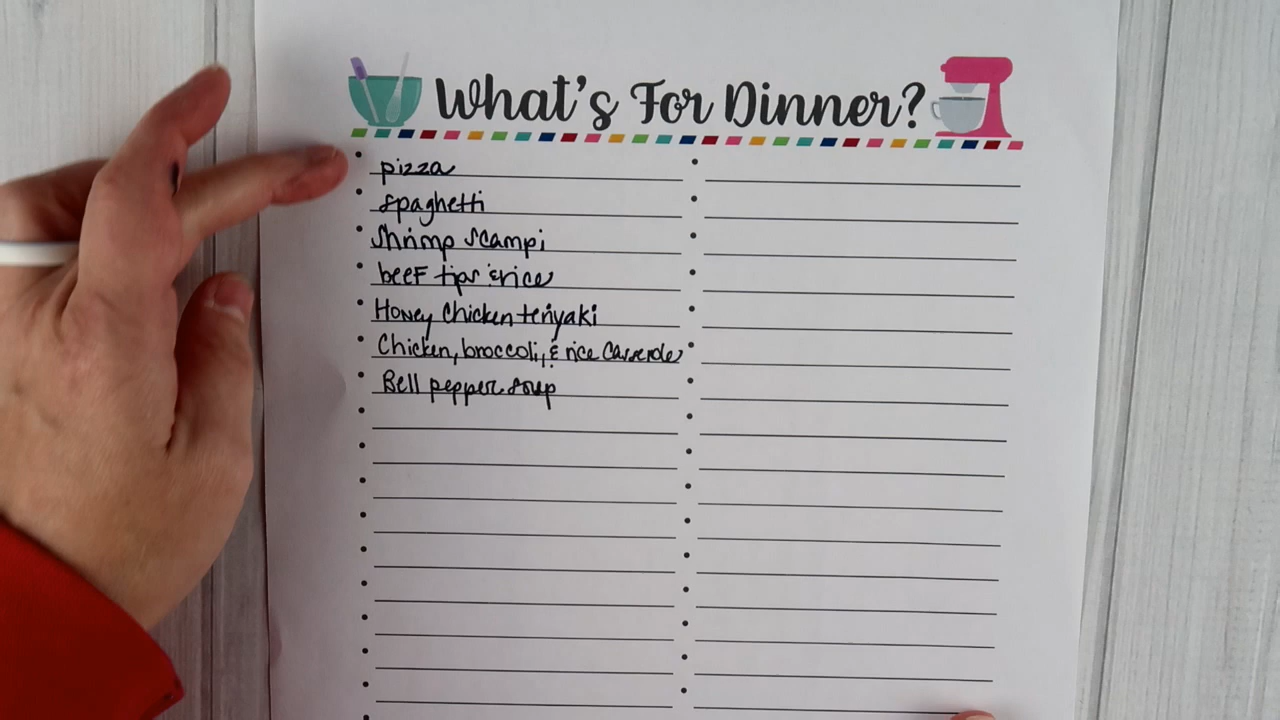 What's For Dinner?
pizza
spaghetti
Shrimp Scampi
beeF tips & rice
Honey Chicken teriyaki
Chicken, broccoli, & rice Casserole
Bell pepper soup